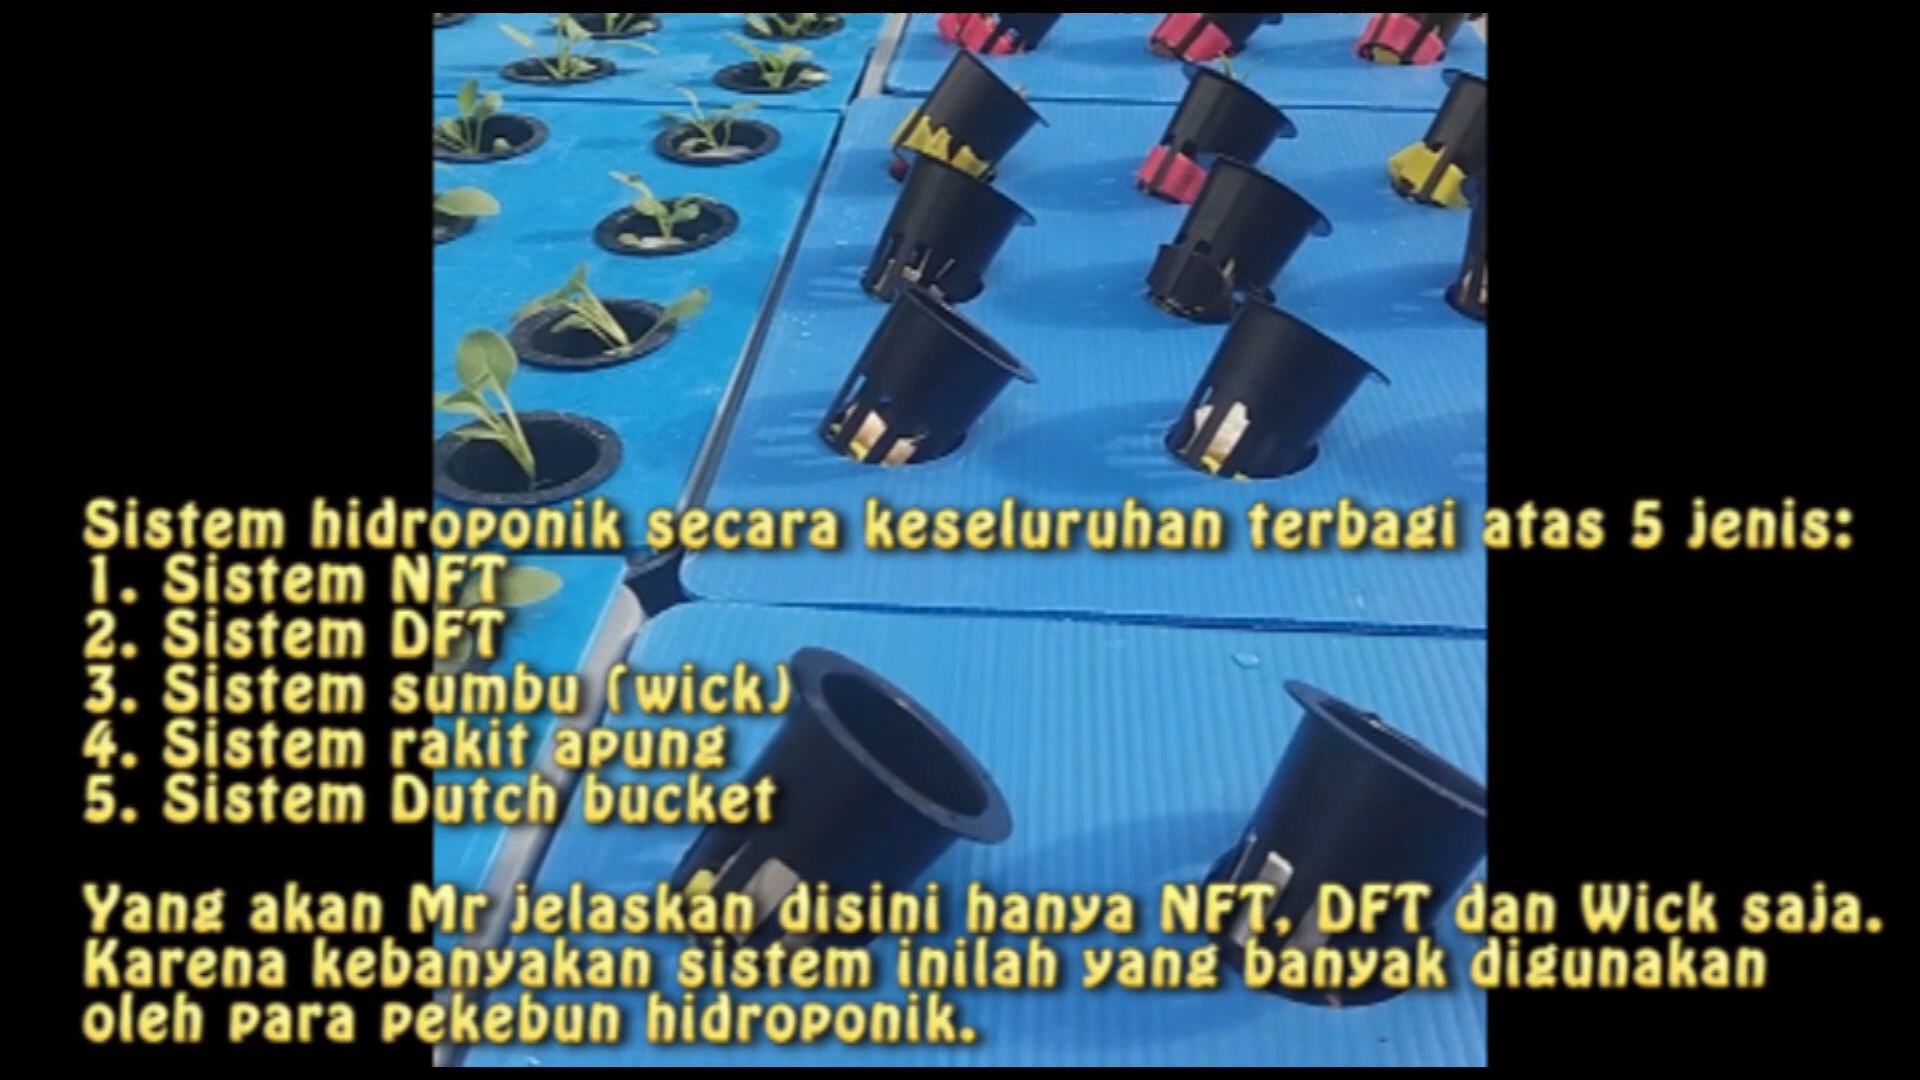 Sistem hidroponik secara keseluruhan terbagi atas 5 jenis:
1. Sistem NFT
2. Sistem DFT
3. Sistem sumbu (wick)
4. Sistem rakit apung
5. Sistem Dutch bucket
Yang akan Mr jelaskan disini hanya NFT, DFT dan Wick saja.
Karena kebanyakan sistem inilah yang banyak digunakan
oleh para pekebun hidroponik.